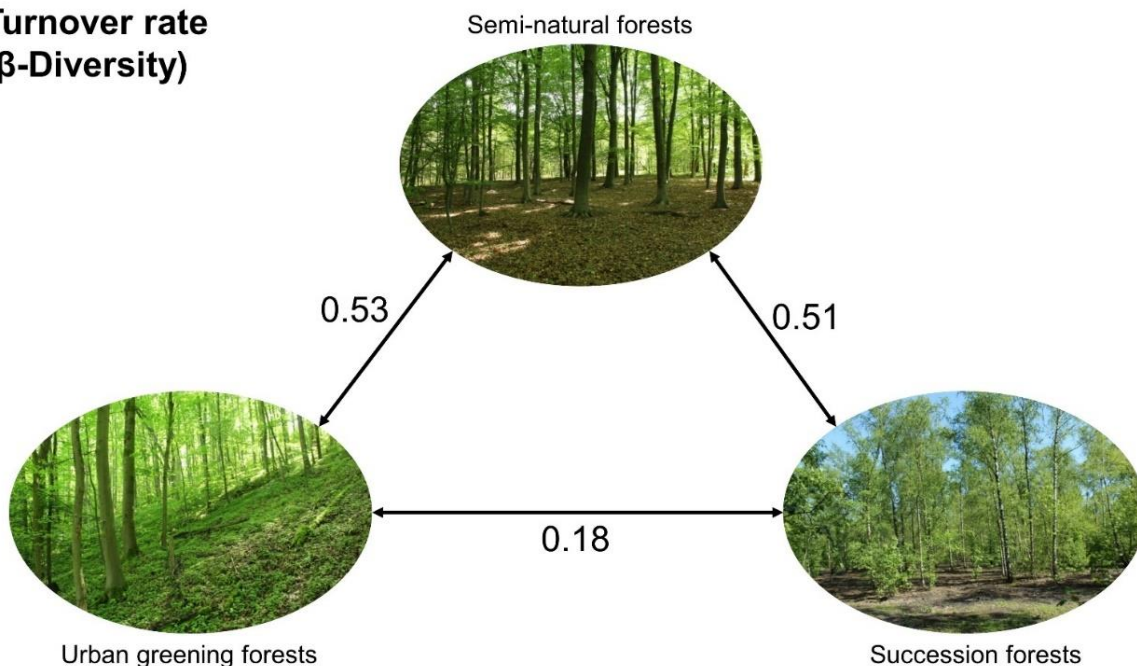 Turnover rate
(β-Diversity)
Semi-natural forests
0.53
0.51
0.18
Urban greening forests
Succession forests